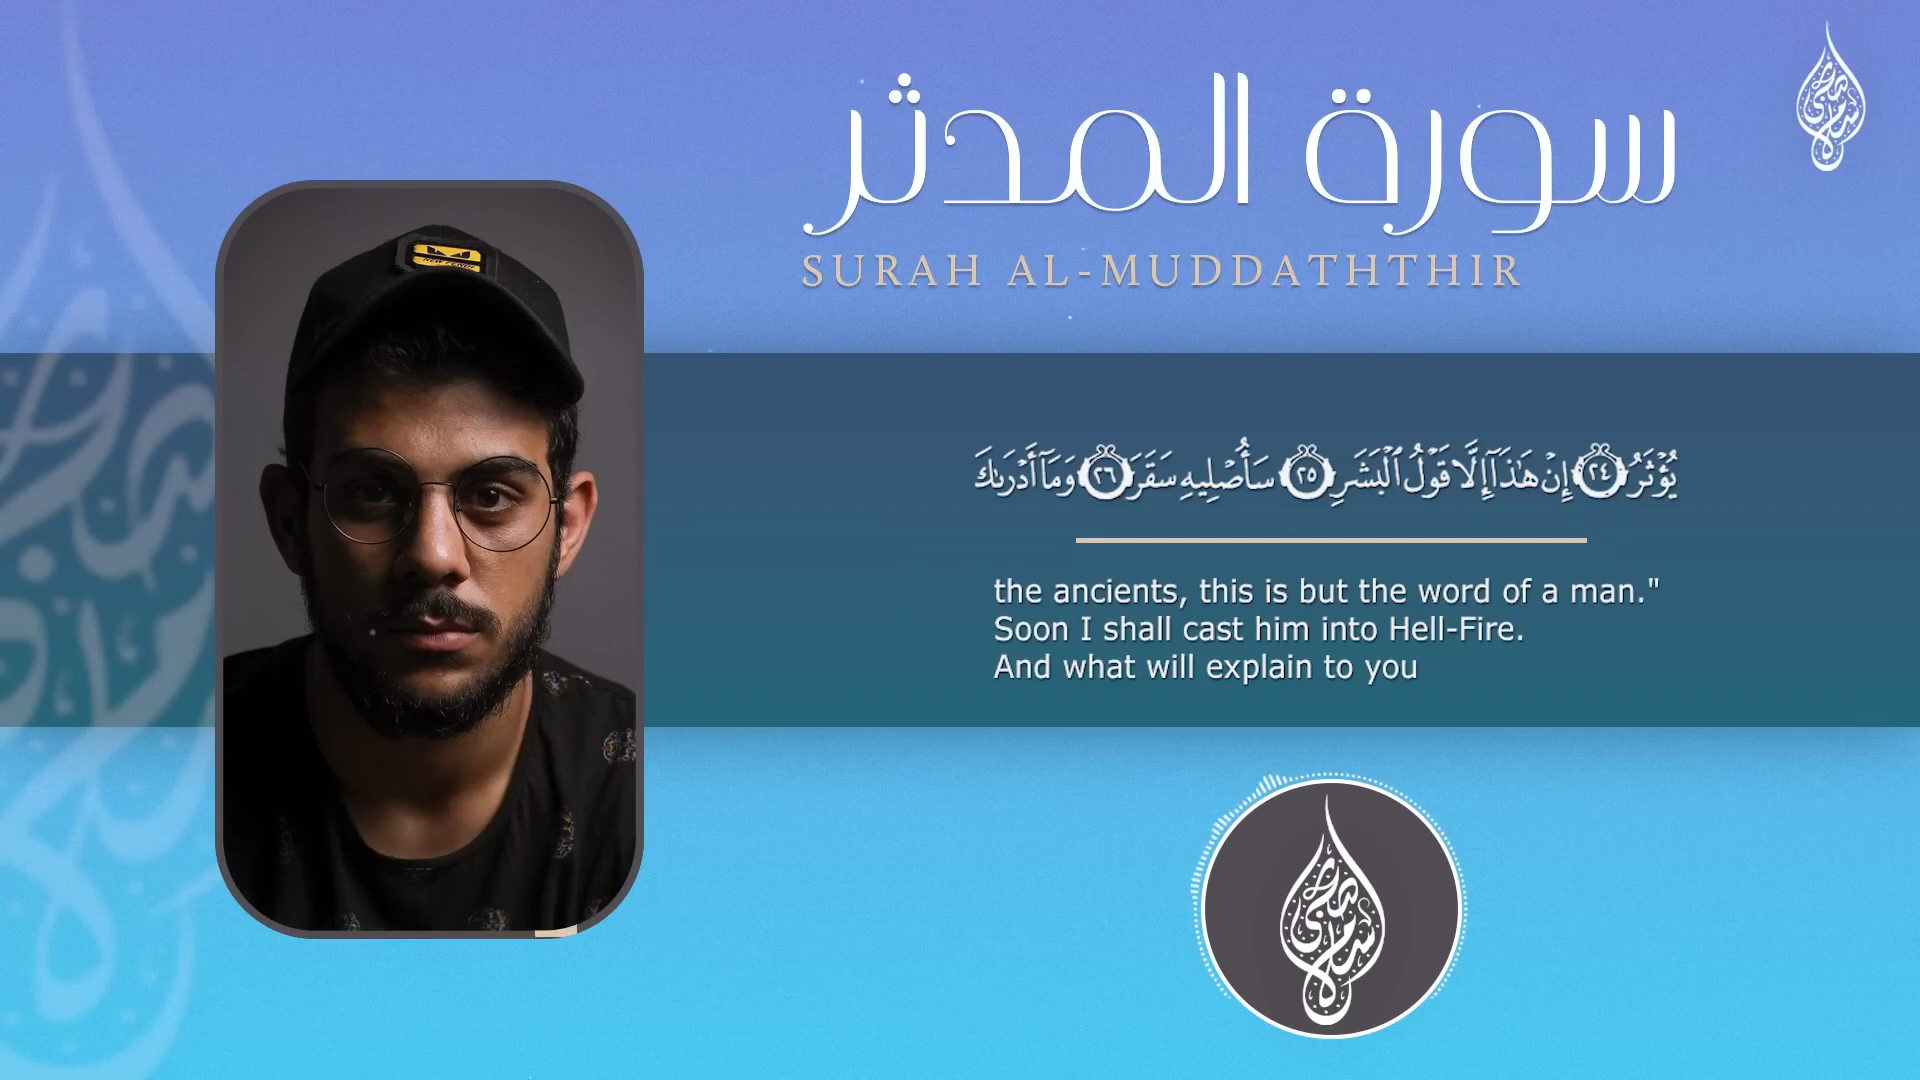 سورة المدثر
SURAH AL-MUDDATHTHIR
يُؤْثَرُ ٢٤ إِنْ هَٰذَآ إِلَّا قَوْلُ ٱلْبَشَرِ ٢٥ سَأُصْلِيهِ سَقَرَ ٢٦ وَمَآ أَدْرَىٰكَ
the ancients, this is but the word of a man."
Soon I shall cast him into Hell-Fire.
And what will explain to you